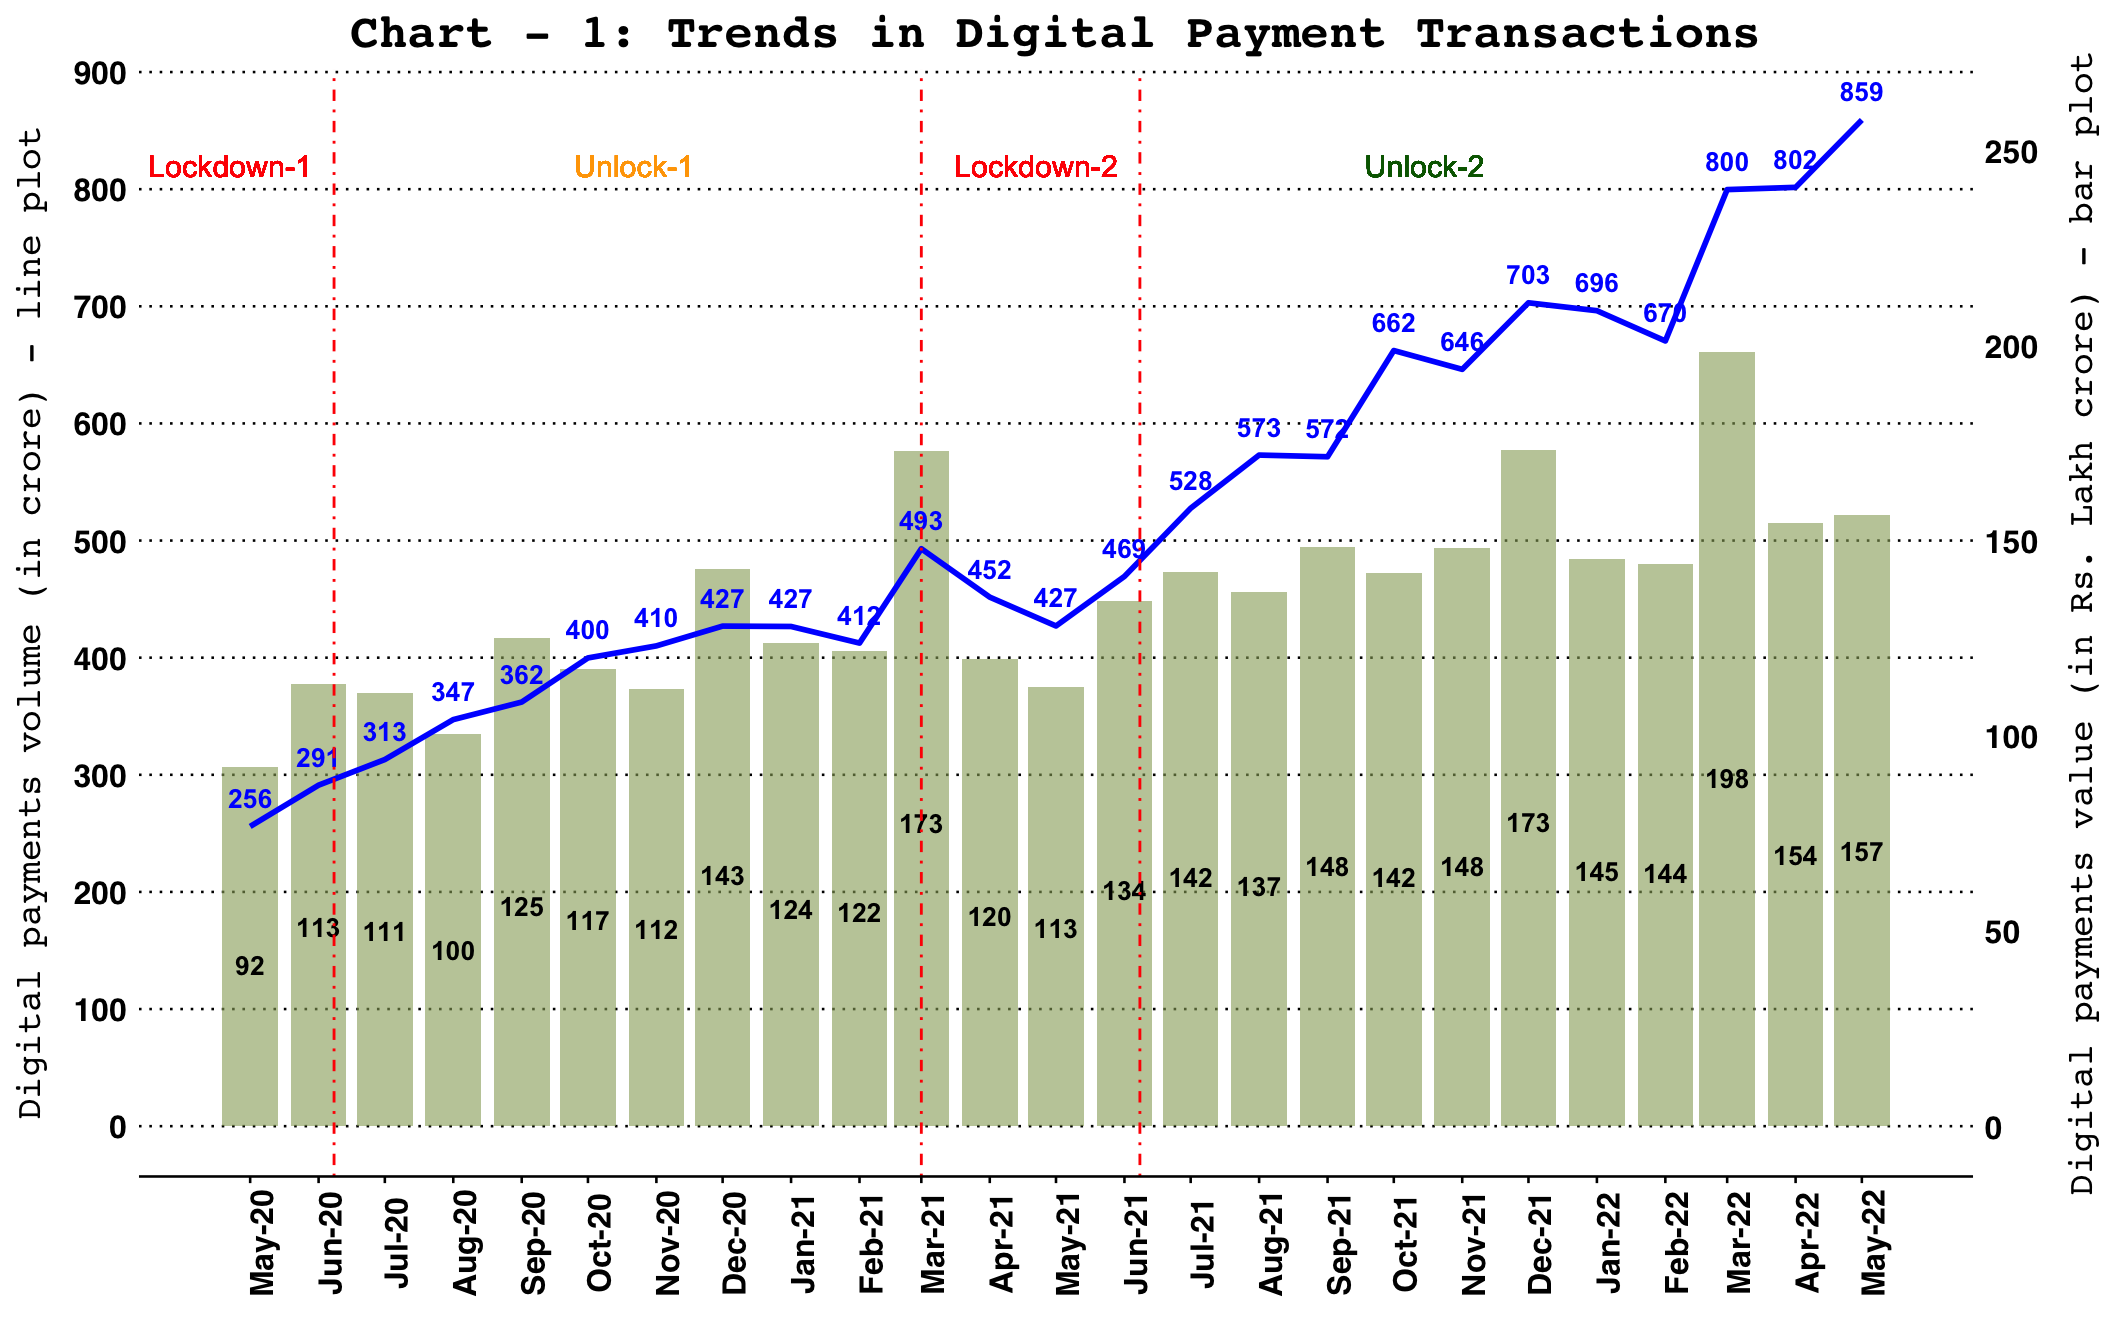 Chart - 1: Trends in Digital Payment Transactions
Digital payments volume (in crore) - line plot
900
800
700
600
500
400
300
200
100
0
Lockdown-1
Unlock-1
Lockdown-2
Unlock-2
256
291
313
347
362
400
410
427
427
412
493
452
427
469
528
573
572
662
646
703
696
670
800
802
859
92
113
111
100
125
117
112
143
124
122
173
120
113
134
142
137
148
142
148
173
145
144
198
154
157
250
200
150
100
50
0
Digital payments value (in Rs. Lakh crore) - bar plot
May-20
Jun-20
Jul-20
Aug-20
Sep-20
Oct-20
Nov-20
Dec-20
Jan-21
Feb-21
Mar-21
Apr-21
May-21
Jun-21
Jul-21
Aug-21
Sep-21
Oct-21
Nov-21
Dec-21
Jan-22
Feb-22
Mar-22
Apr-22
May-22